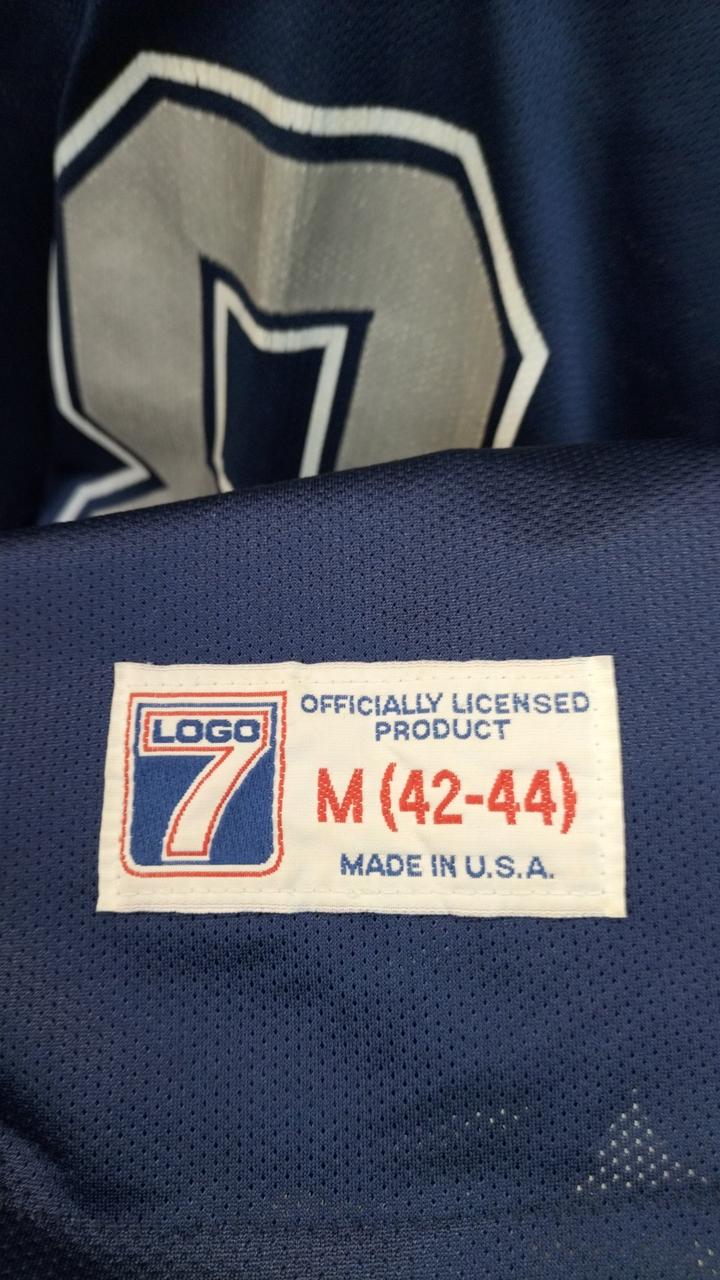 LOGO
7
OFFICIALLY LICENSED
PRODUCT
M (42-44)
MADE IN U.S.A.